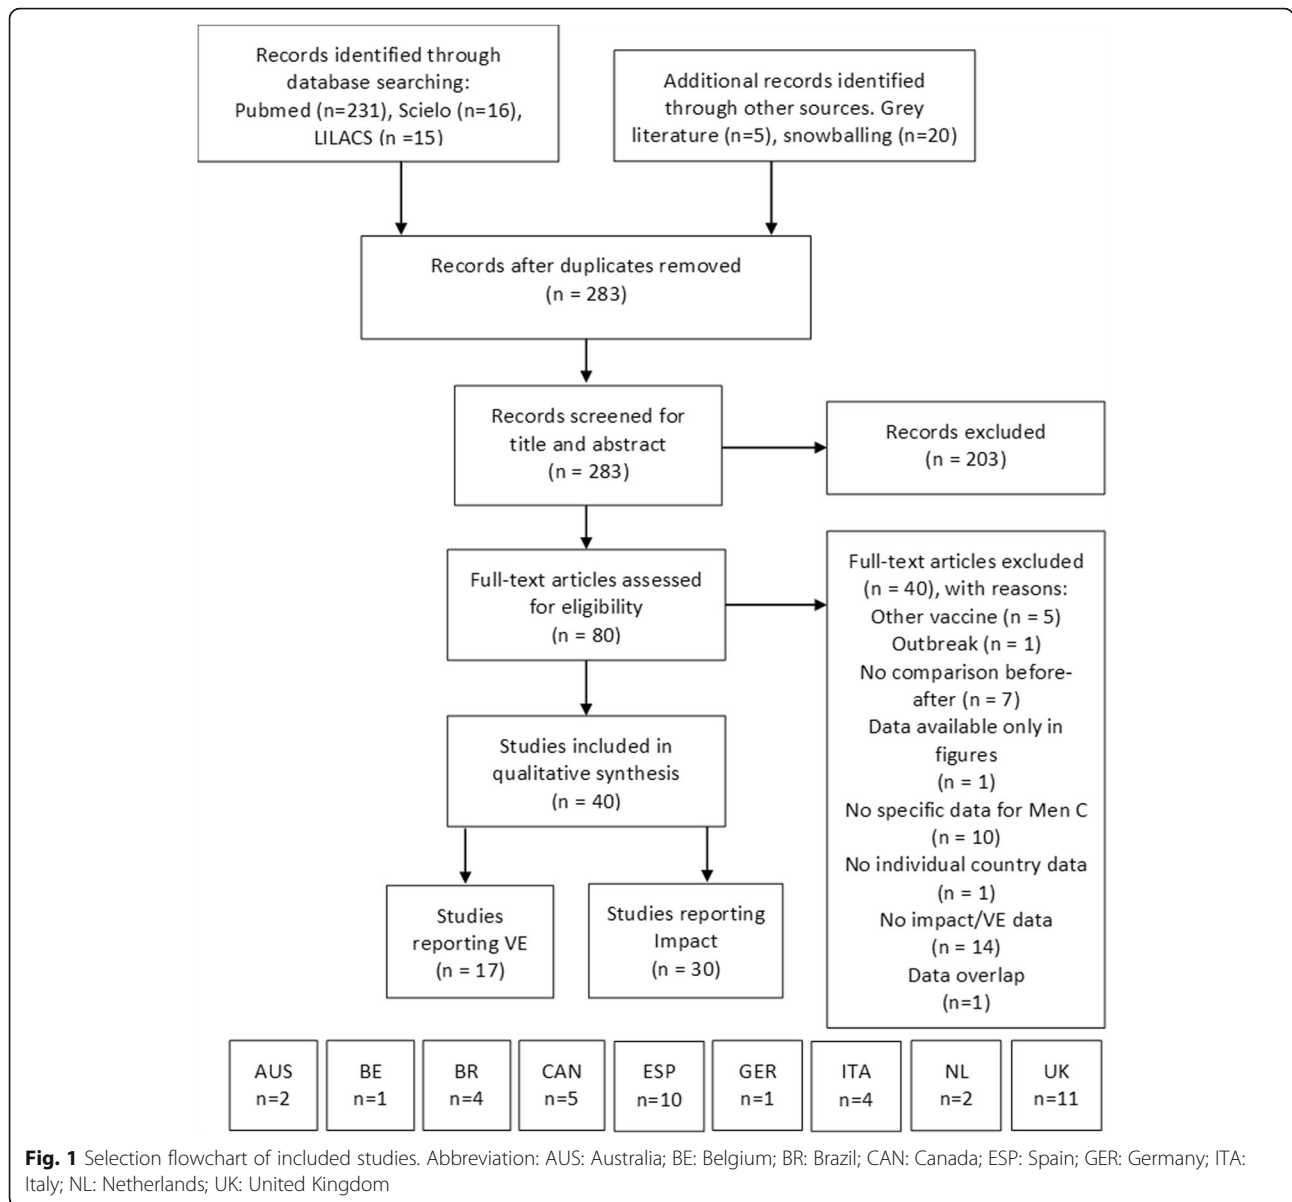 Records identified through
database searching:
Pubmed (n=231), Scielo (n=16),
LILACS (n =15)
Additional records identified
through other sources. Grey
literature (n=5), snowballing (n=20)
Records after duplicates removed
(n = 283)
Records screened for
title and abstract
(n = 283)
Records excluded
(n = 203)
Full-text articles assessed
for eligibility
(n = 80)
Full-text articles excluded
(n = 40), with reasons:
Other vaccine (n = 5)
Outbreak (n = 1)
No comparison before-
after (n = 7)
Data available only in
figures
(n = 1)
No specific data for Men C
(n = 10)
No individual country data
(n = 1)
No impact/VE data
(n = 14)
Data overlap
(n=1)
Studies included in
qualitative synthesis
(n = 40)
Studies
reporting VE
(n = 17)
Studies reporting
Impact
(n = 30)
AUS
n=2
BE
n=1
BR
n=4
CAN
n=5
ESP
n=10
GER
n=1
ITA
n=4
NL
n=2
UK
n=11
Fig. 1 Selection flowchart of included studies. Abbreviation: AUS: Australia; BE: Belgium; BR: Brazil; CAN: Canada; ESP: Spain; GER: Germany; ITA:
Italy; NL: Netherlands; UK: United Kingdom